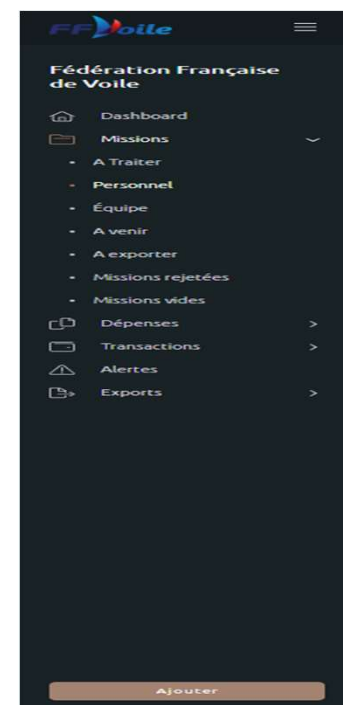 FFVoile
Fédération Française
de Voile
Dashboard
Missions
A Traiter
Personnel
Équipe
A venir
A exporter
Missions rejetées
Missions vides
Dépenses
Transactions
Alertes
Exports
Ajouter